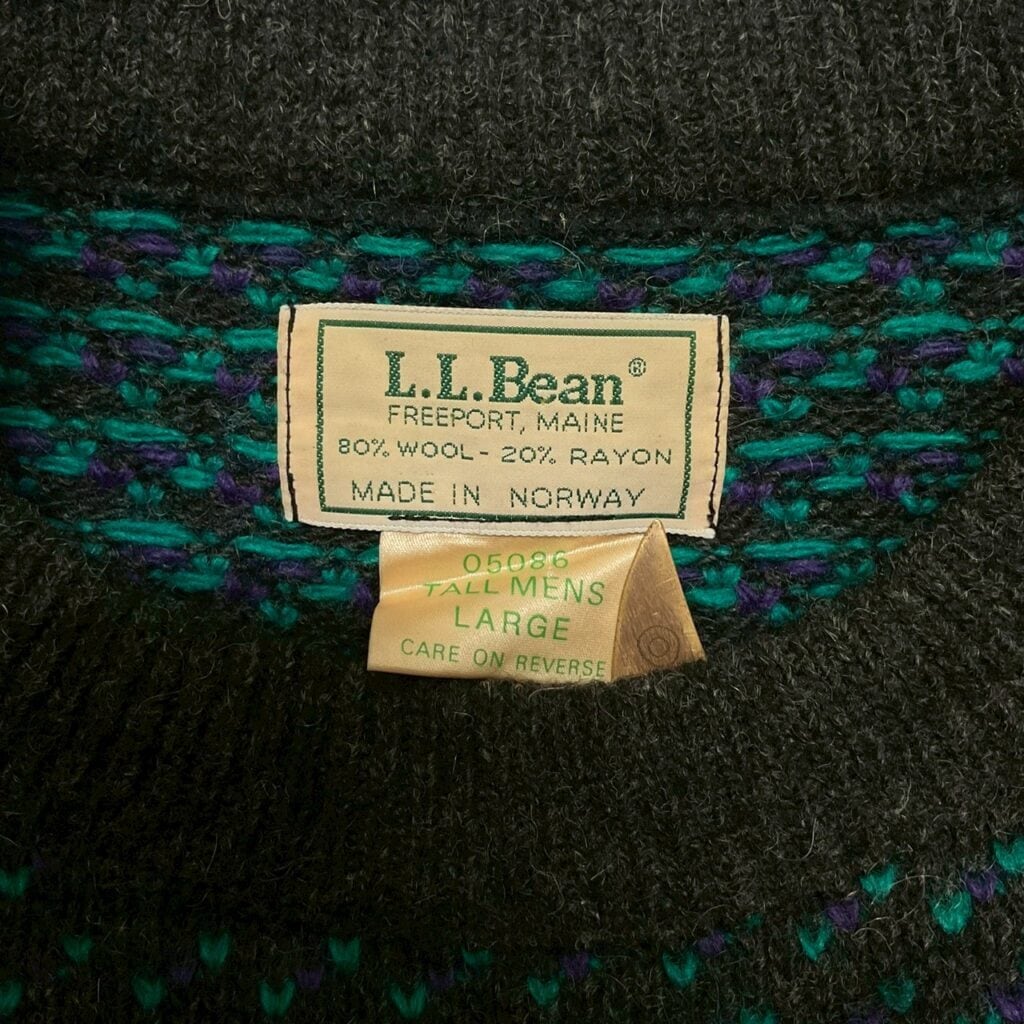 L.L.Bean®
FREEPORT, MAINE
80% WOOL - 20% RAYON
MADE IN NORWAY
05086
TALL MENS
LARGE
CARE ON REVERSE